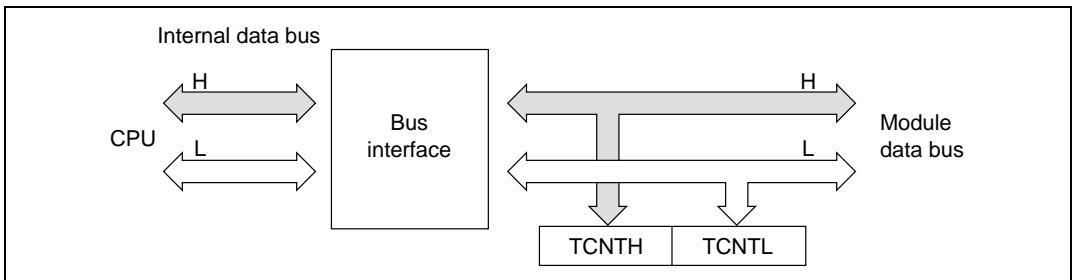 Internal data bus
H
H
CPU
Bus
interface
Module
data bus
L
L
TCNTH
TCNTL